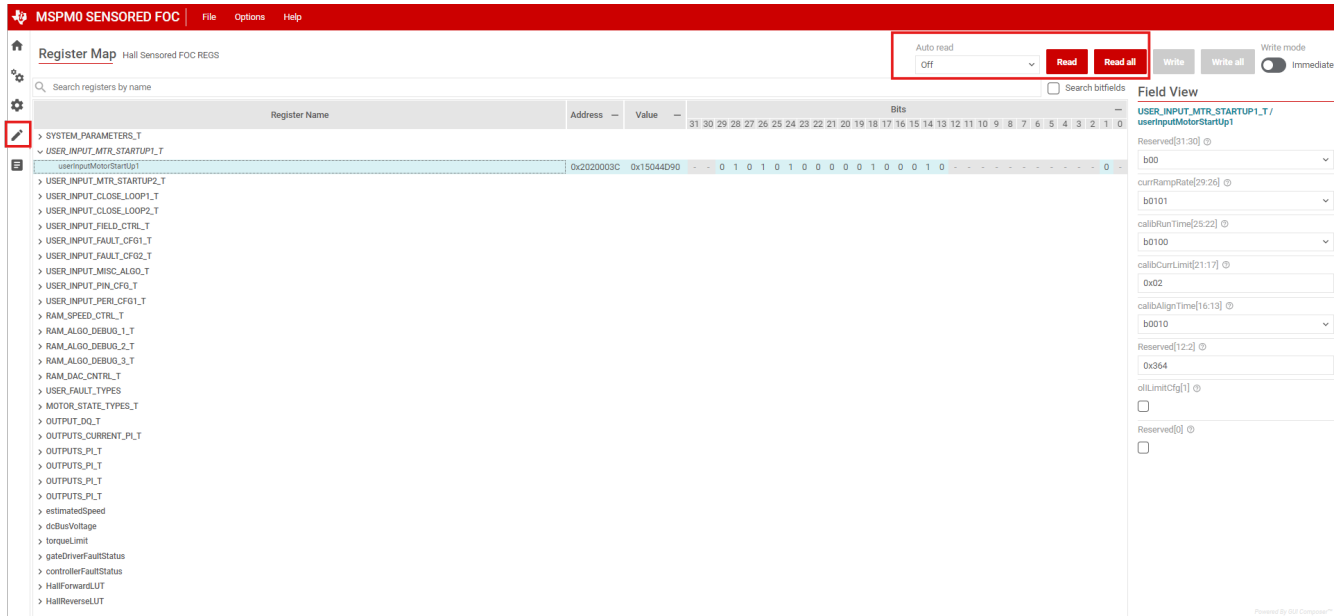 MSPM0 SENSORED FOC File Options Help
Register Map Hall Sensored FOC REGS
Auto read
Off
Read
Read all
Write
Write all
Write mode
Immediate
Search registers by name
Search bitfields
Register Name Address Value Bits
31 30 29 28 27 26 25 24 23 22 21 20 19 18 17 16 15 14 13 12 11 10 9 8 7 6 5 4 3 2 1 0
SYSTEM_PARAMETERS_T
USER_INPUT_MTR_STARTUP1_T
userInputMotorStartUp1 0x2020003C 0x15044D90 - - 0 1 0 1 0 1 0 0 0 0 0 1 0 0 0 1 0 - - - - - - - - - - - 0 -
USER_INPUT_MTR_STARTUP2_T
USER_INPUT_CLOSE_LOOP1_T
USER_INPUT_CLOSE_LOOP2_T
USER_INPUT_FIELD_CTRL_T
USER_INPUT_FAULT_CFG1_T
USER_INPUT_FAULT_CFG2_T
USER_INPUT_MISC_ALGO_T
USER_INPUT_PIN_CFG_T
USER_INPUT_PERI_CFG1_T
RAM_SPEED_CTRL_T
RAM_ALGO_DEBUG_1_T
RAM_ALGO_DEBUG_2_T
RAM_ALGO_DEBUG_3_T
RAM_DAC_CNTRL_T
USER_FAULT_TYPES
MOTOR_STATE_TYPES_T
OUTPUT_DQ_T
OUTPUTS_CURRENT_PI_T
OUTPUTS_PI_T
OUTPUTS_PI_T
OUTPUTS_PI_T
OUTPUTS_PI_T
estimatedSpeed
dcBusVoltage
torqueLimit
gateDriverFaultStatus
controllerFaultStatus
HallForwardLUT
HallReverseLUT
Field View
USER_INPUT_MTR_STARTUP1_T /
userInputMotorStartUp1
Reserved[31:30]
b00
currRampRate[29:26]
b0101
calibRunTime[25:22]
b0100
calibCurrLimit[21:17]
0x02
calibAlignTime[16:13]
b0010
Reserved[12:2]
0x364
olILimitCfg[1]
Reserved[0]
Powered By GUI Composer™